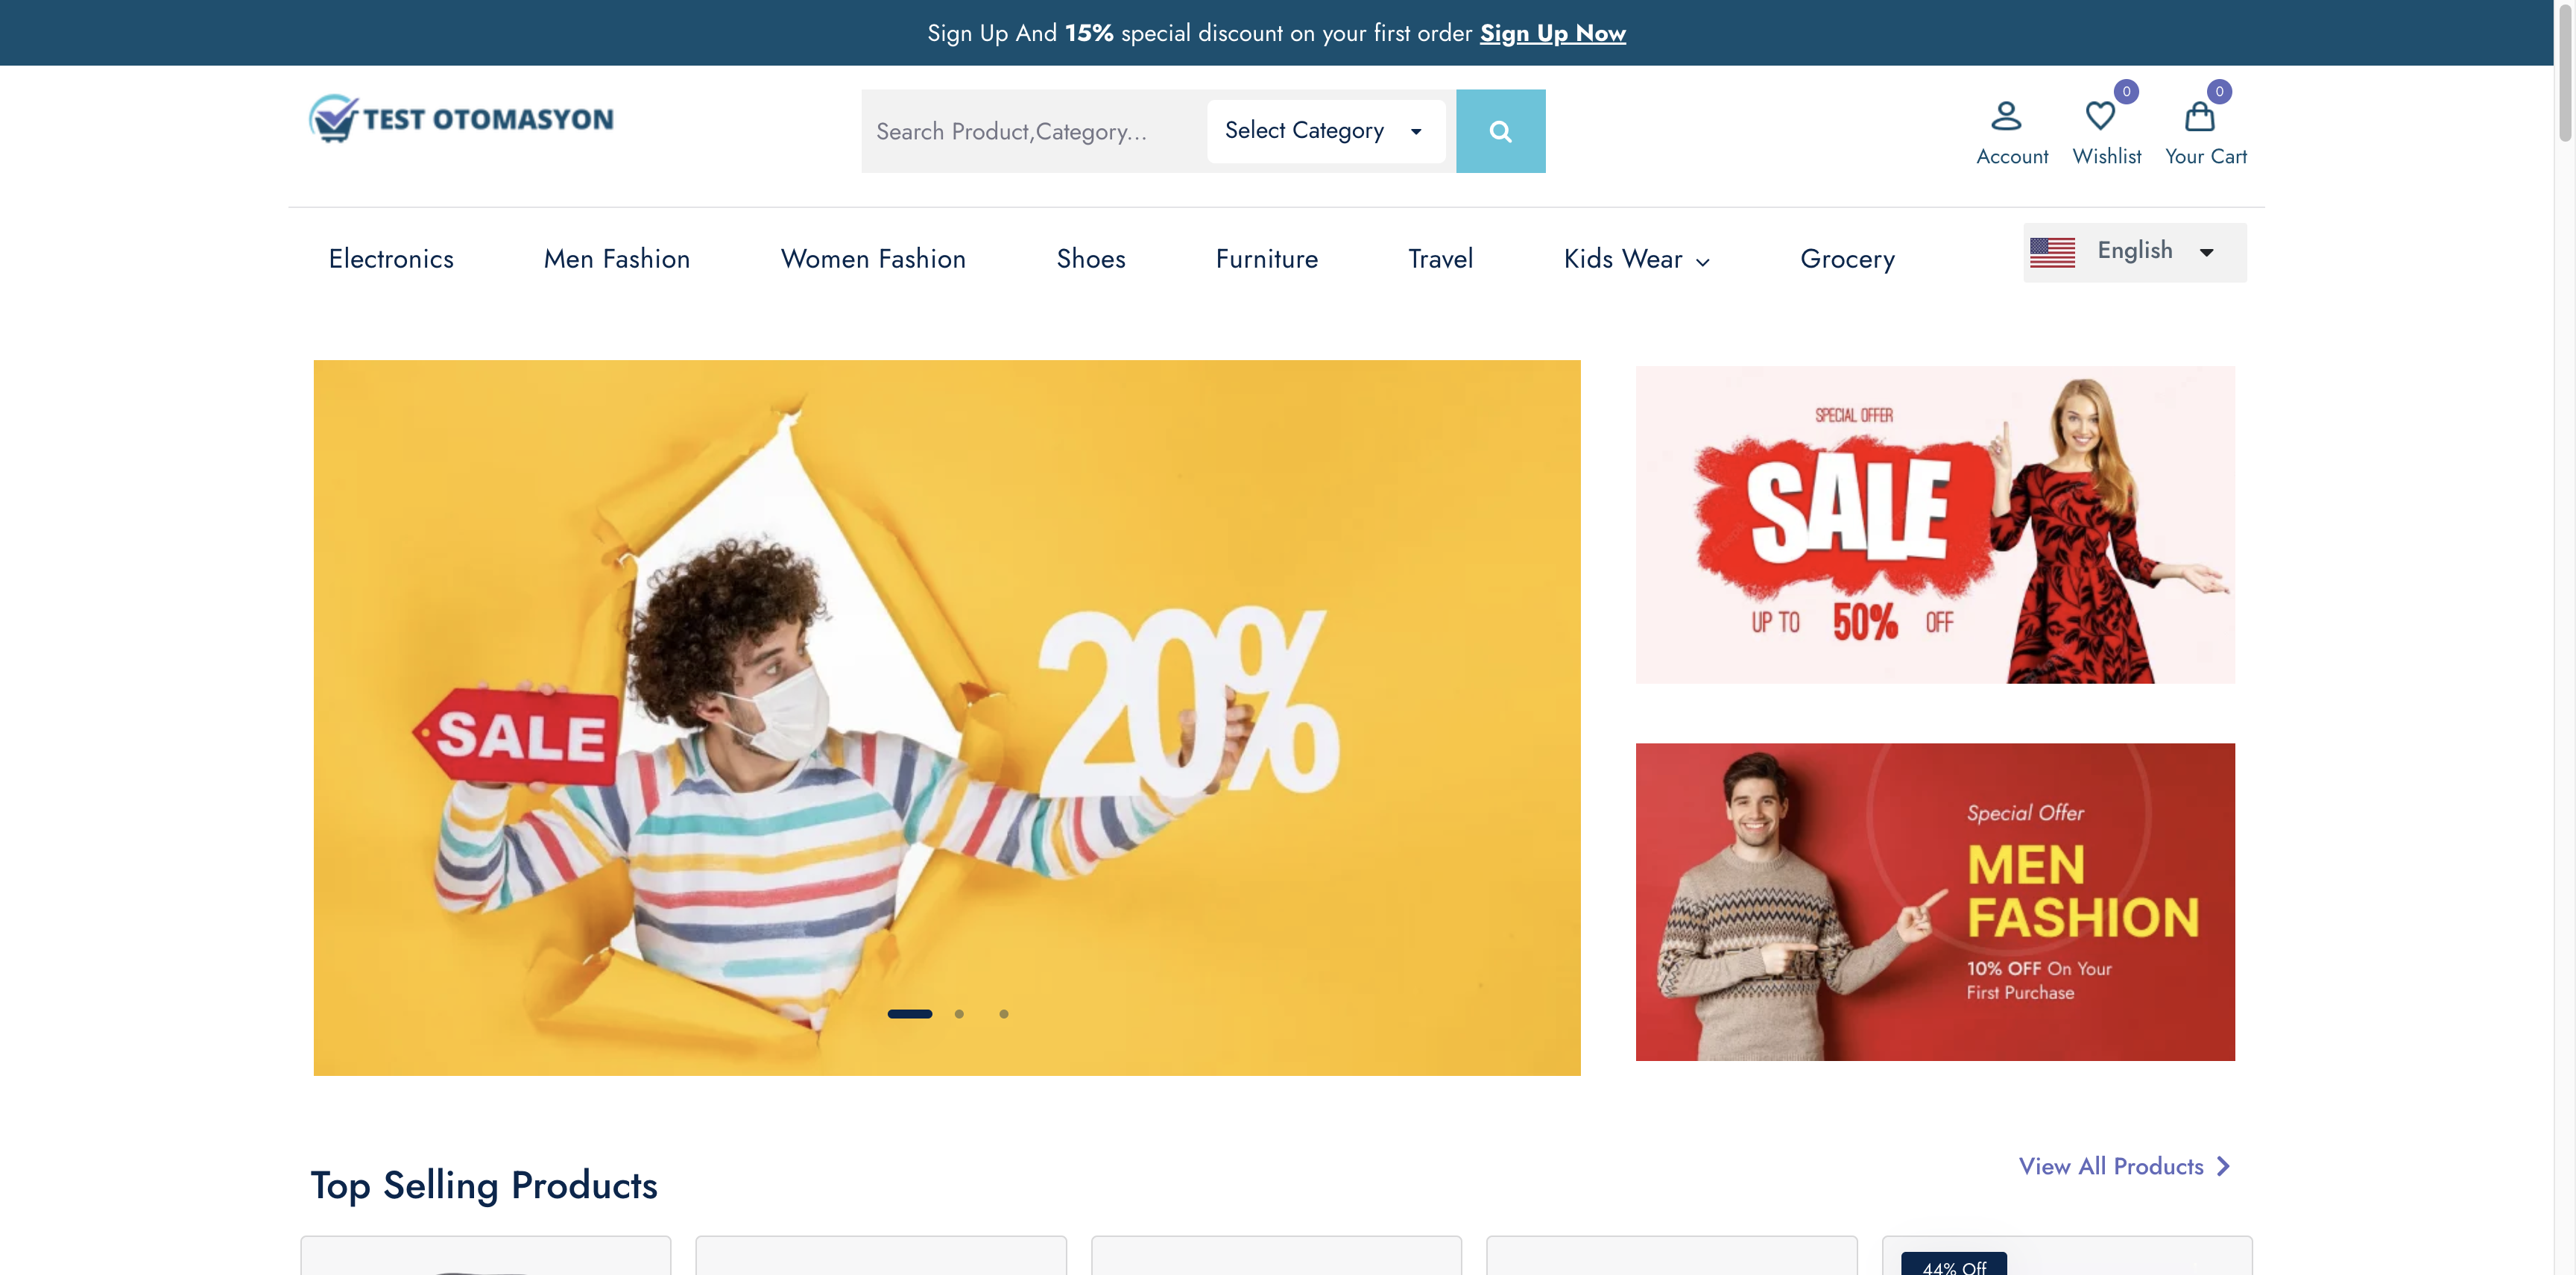 Sign Up And 15% special discount on your first order Sign Up Now
TEST OTOMASYON
Search Product,Category...
Select Category
0
0
Account
Wishlist
Your Cart
Electronics
Men Fashion
Women Fashion
Shoes
Furniture
Travel
Kids Wear
Grocery
English
SALE
20%
SPECIAL OFFER
SALE
UP TO 50% OFF
Special Offer
MEN
FASHION
10% OFF On Your
First Purchase
Top Selling Products
View All Products
44% Off